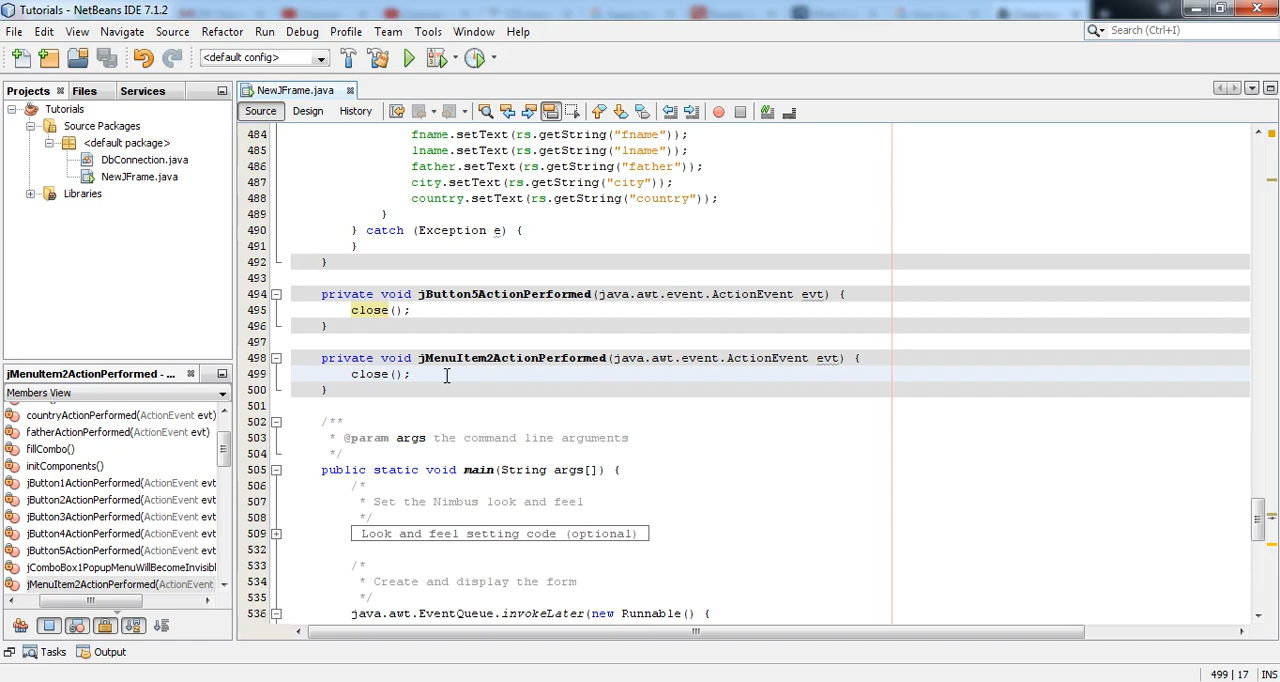 Tutorials - NetBeans IDE 7.1.2
File Edit View Navigate Source Refactor Run Debug Profile Team Tools Window Help
Search (Ctrl+I)
<default config>
Projects Files Services
NewJFrame.java
Source Design History
Tutorials
Source Packages
<default package>
DbConnection.java
NewJFrame.java
Libraries
484 fname.setText(rs.getString("fname"));
485 lname.setText(rs.getString("lname"));
486 father.setText(rs.getString("father"));
487 city.setText(rs.getString("city"));
488 country.setText(rs.getString("country"));
489 }
490 } catch (Exception e) {
491 }
492 }
493
494 private void jButton5ActionPerformed(java.awt.event.ActionEvent evt) {
495 close();
496 }
497
498 private void jMenuItem2ActionPerformed(java.awt.event.ActionEvent evt) {
499 close();
500 }
501
502 /**
503 * @param args the command line arguments
504 */
505 public static void main(String args[]) {
506 /*
507 * Set the Nimbus look and feel
508 */
509 Look and feel setting code (optional)
532
533 /*
534 * Create and display the form
535 */
536 java.awt.EventQueue.invokeLater(new Runnable() {
jMenuItem2ActionPerformed - ...
Members View
countryActionPerformed(ActionEvent evt)
fatherActionPerformed(ActionEvent evt)
fillCombo()
initComponents()
jButton1ActionPerformed(ActionEvent evt
jButton2ActionPerformed(ActionEvent evt
jButton3ActionPerformed(ActionEvent evt
jButton4ActionPerformed(ActionEvent evt
jButton5ActionPerformed(ActionEvent evt
jComboBox1PopupMenuWillBecomeInvisibl
jMenuItem2ActionPerformed(ActionEvent
Tasks Output
499 | 17 INS